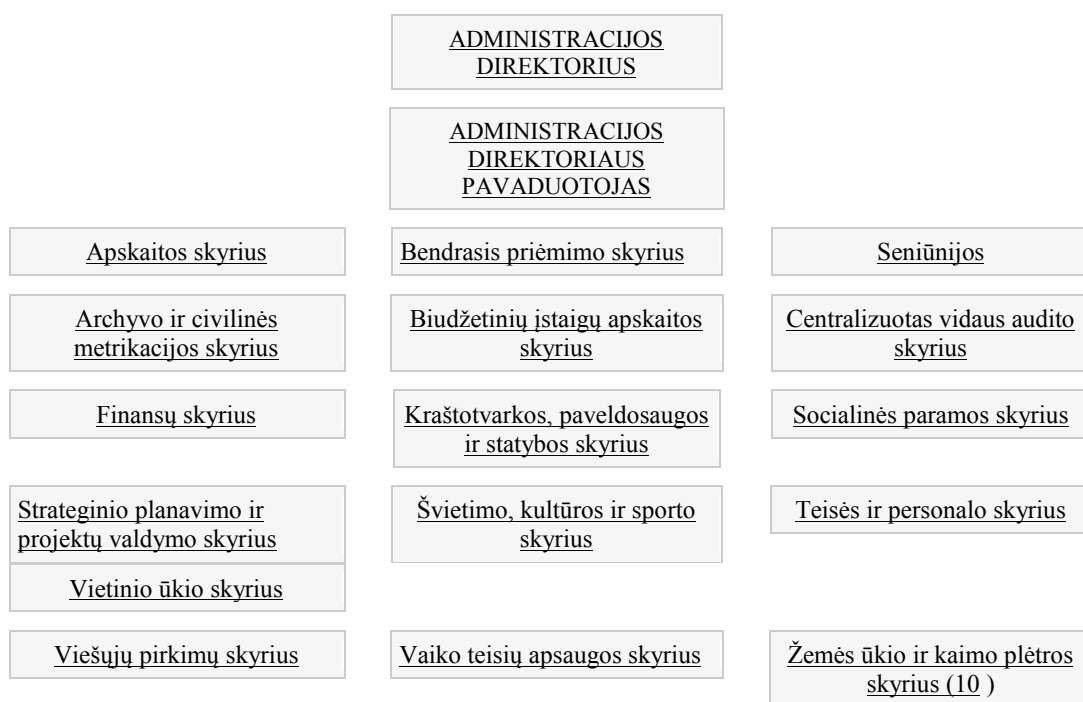 ADMINISTRACIJOS
DIREKTORIUS
ADMINISTRACIJOS
DIREKTORIAUS
PAVADUOTOJAS
Apskaitos skyrius
Bendrasis priėmimo skyrius
Seniūnijos
Archyvo ir civilinės
metrikacijos skyrius
Biudžetinių įstaigų apskaitos
skyrius
Centralizuotas vidaus audito
skyrius
Finansų skyrius
Kraštotvarkos, paveldosaugos
ir statybos skyrius
Socialinės paramos skyrius
Strateginio planavimo ir
projektų valdymo skyrius
Švietimo, kultūros ir sporto
skyrius
Teisės ir personalo skyrius
Vietinio ūkio skyrius
Viešųjų pirkimų skyrius
Vaiko teisių apsaugos skyrius
Žemės ūkio ir kaimo plėtros
skyrius (10 )